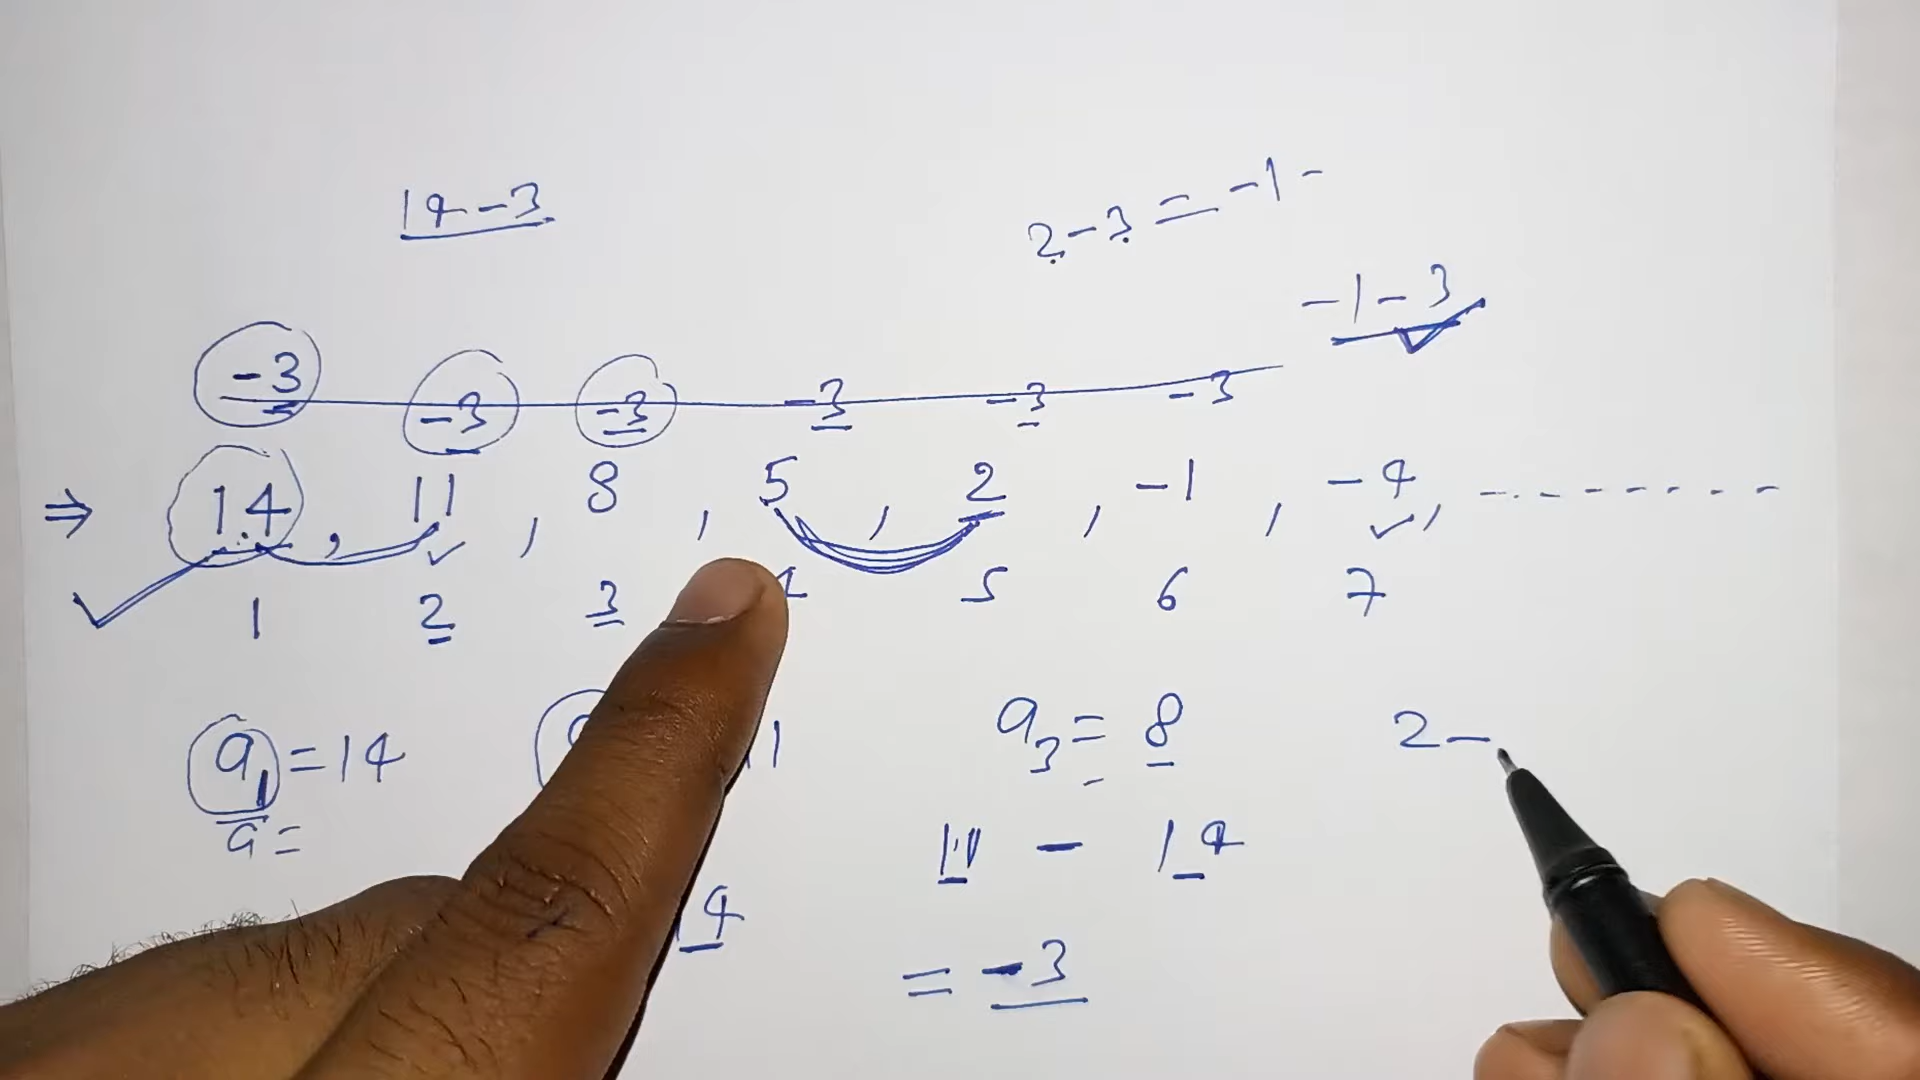 14 - 3
2 - 3 = -1 -
-1 - 3
-3 -3 -3 -3 -3 -3
⇒ 14 , 11 , 8 , 5 , 2 , -1 , -4 , --------
1 2 3 5 6 7
a1 = 14 a3 = 8 2 -
a =
11 - 14
14
= -3